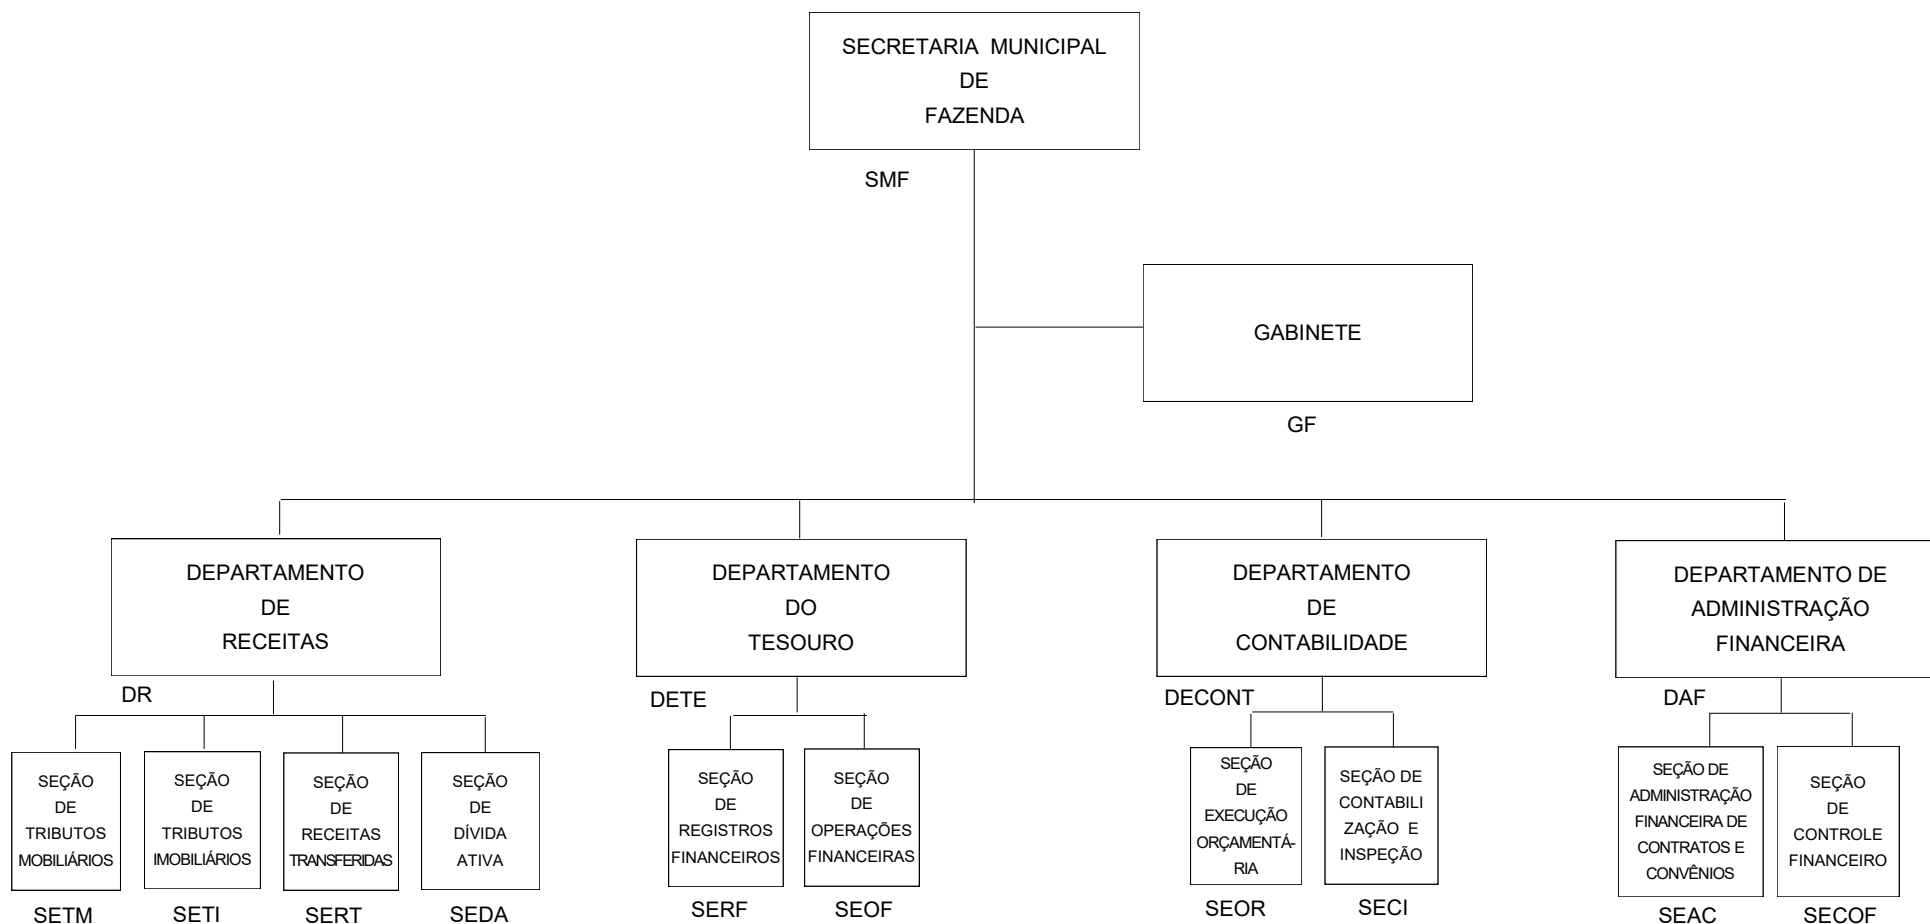 SECRETARIA MUNICIPAL
DE
FAZENDA
SMF
GABINETE
GF
DEPARTAMENTO
DE
RECEITAS
DR
DEPARTAMENTO
DO
TESOURO
DETE
DEPARTAMENTO
DE
CONTABILIDADE
DECONT
DEPARTAMENTO DE
ADMINISTRAÇÃO
FINANCEIRA
DAF
SEÇÃO
DE
TRIBUTOS
MOBILIÁRIOS
SETM
SEÇÃO
DE
TRIBUTOS
IMOBILIÁRIOS
SETI
SEÇÃO
DE
RECEITAS
TRANSFERIDAS
SERT
SEÇÃO
DE
DÍVIDA
ATIVA
SEDA
SEÇÃO
DE
REGISTROS
FINANCEIROS
SERF
SEÇÃO
DE
OPERAÇÕES
FINANCEIRAS
SEOF
SEÇÃO
DE
EXECUÇÃO
ORÇAMENTÁ-
RIA
SEOR
SEÇÃO DE
CONTABILI
ZAÇÃO E
INSPEÇÃO
SECI
SEÇÃO DE
ADMINISTRAÇÃO
FINANCEIRA DE
CONTRATOS E
CONVÊNIOS
SEAC
SEÇÃO
DE
CONTROLE
FINANCEIRO
SECOF